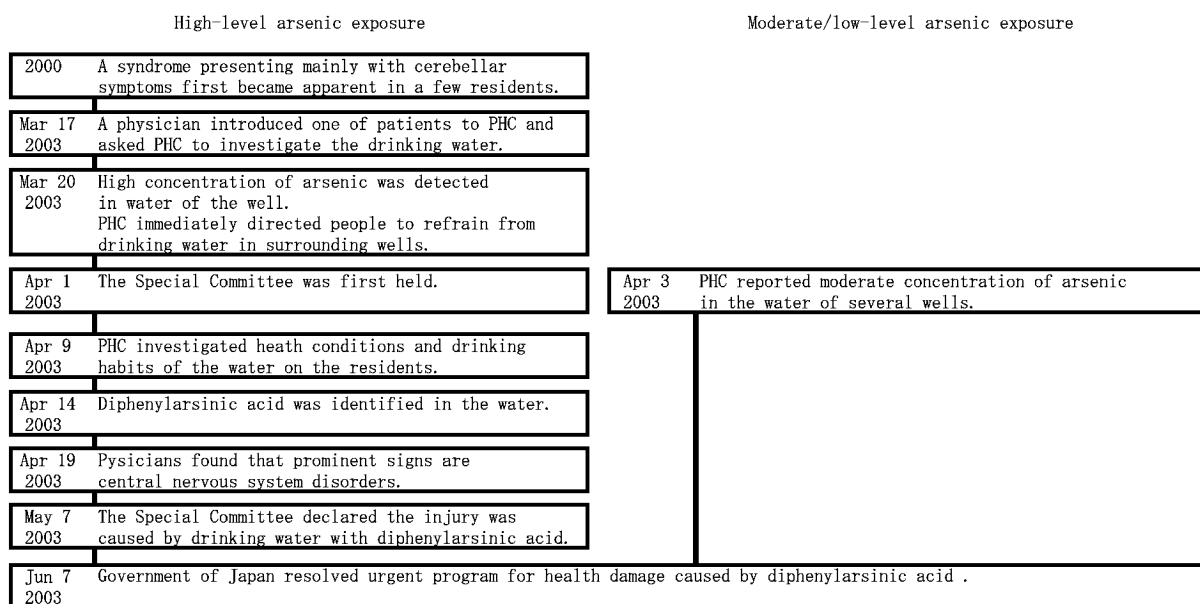 High-level arsenic exposure
Moderate/low-level arsenic exposure
2000 A syndrome presenting mainly with cerebellar
symptoms first became apparent in a few residents.
Mar 17 A physician introduced one of patients to PHC and
2003 asked PHC to investigate the drinking water.
Mar 20 High concentration of arsenic was detected
2003 in water of the well.
PHC immediately directed people to refrain from
drinking water in surrounding wells.
Apr 1 The Special Committee was first held.
2003
Apr 3 PHC reported moderate concentration of arsenic
2003 in the water of several wells.
Apr 9 PHC investigated heath conditions and drinking
2003 habits of the water on the residents.
Apr 14 Diphenylarsinic acid was identified in the water.
2003
Apr 19 Pysicians found that prominent signs are
2003 central nervous system disorders.
May 7 The Special Committee declared the injury was
2003 caused by drinking water with diphenylarsinic acid.
Jun 7 Government of Japan resolved urgent program for health damage caused by diphenylarsinic acid .
2003